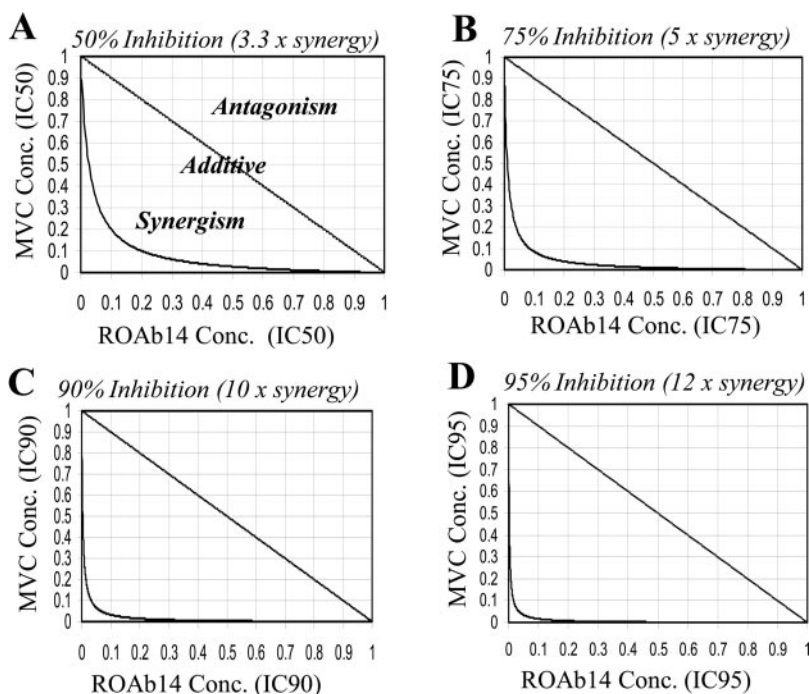 A
50% Inhibition (3.3 x synergy)
MVC Conc. (IC50)
1
0.9
0.8
0.7
0.6
0.5
0.4
0.3
0.2
0.1
0
Antagonism
Additive
Synergism
0 0.1 0.2 0.3 0.4 0.5 0.6 0.7 0.8 0.9 1
ROAb14 Conc. (IC50)
B
75% Inhibition (5 x synergy)
MVC Conc. (IC75)
1
0.9
0.8
0.7
0.6
0.5
0.4
0.3
0.2
0.1
0
0 0.1 0.2 0.3 0.4 0.5 0.6 0.7 0.8 0.9 1
ROAb14 Conc. (IC75)
C
90% Inhibition (10 x synergy)
MVC Conc. (IC90)
1
0.9
0.8
0.7
0.6
0.5
0.4
0.3
0.2
0.1
0
0 0.1 0.2 0.3 0.4 0.5 0.6 0.7 0.8 0.9 1
ROAb14 Conc. (IC90)
D
95% Inhibition (12 x synergy)
MVC Conc. (IC95)
1
0.9
0.8
0.7
0.6
0.5
0.4
0.3
0.2
0.1
0
0 0.1 0.2 0.3 0.4 0.5 0.6 0.7 0.8 0.9 1
ROAb14 Conc. (IC95)